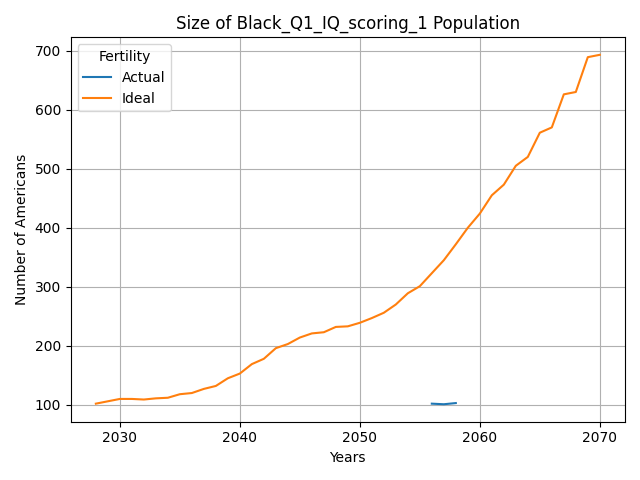 Size of Black_Q1_IQ_scoring_1 Population
Fertility
Actual
Ideal
700
600
500
400
300
200
100
Number of Americans
2030 2040 2050 2060 2070
Years